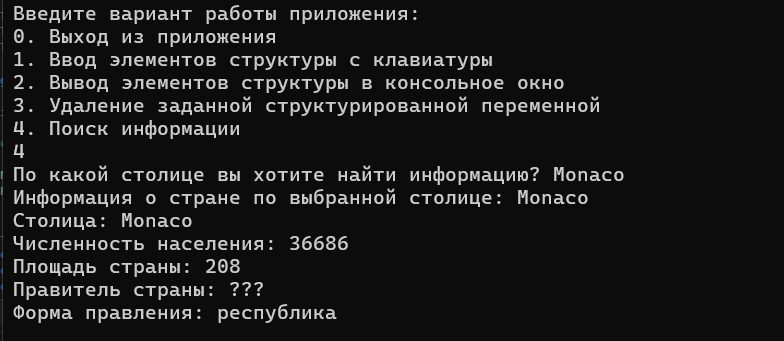 Введите вариант работы приложения:
0. Выход из приложения
1. Ввод элементов структуры с клавиатуры
2. Вывод элементов структуры в консольное окно
3. Удаление заданной структурированной переменной
4. Поиск информации
4
По какой столице вы хотите найти информацию? Monaco
Информация о стране по выбранной столице: Monaco
Столица: Monaco
Численность населения: 36686
Площадь страны: 208
Правитель страны: ???
Форма правления: республика